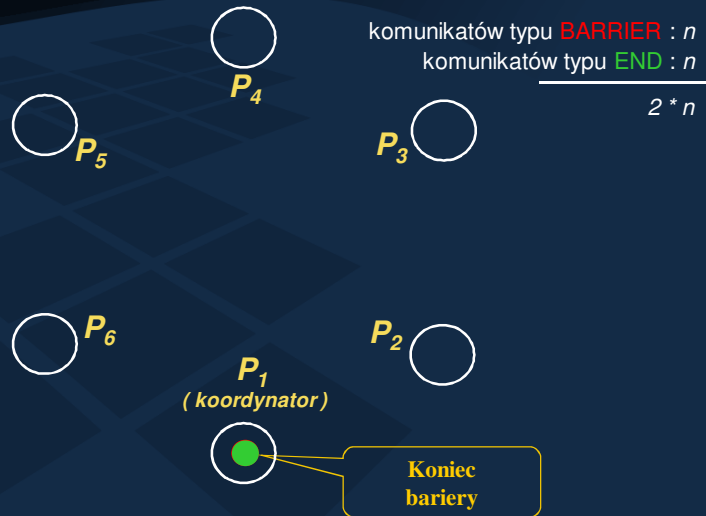 komunikatów typu BARRIER : n
komunikatów typu END : n
2 * n
P4
P5
P3
P6
P2
P1
( koordynator )
Koniec
bariery